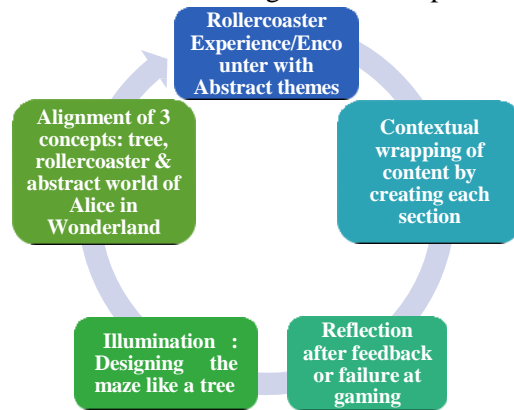 Rollercoaster
Experience/Enco
unter with
Abstract themes
Contextual
wrapping of
content by
creating each
section
Reflection
after feedback
or failure at
gaming
Illumination :
Designing the
maze like a tree
Alignment of 3
concepts: tree,
rollercoaster &
abstract world of
Alice in
Wonderland